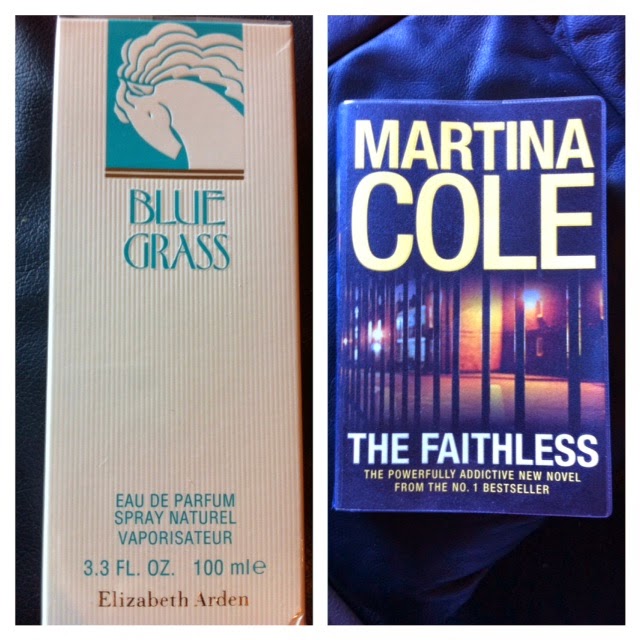 BLUE
GRASS
EAU DE PARFUM
SPRAY NATUREL
VAPORISATEUR
3.3 FL. OZ. 100 ml e
Elizabeth Arden
MARTINA
COLE
THE FAITHLESS
THE POWERFULLY ADDICTIVE NEW NOVEL
FROM THE NO. 1 BESTSELLER